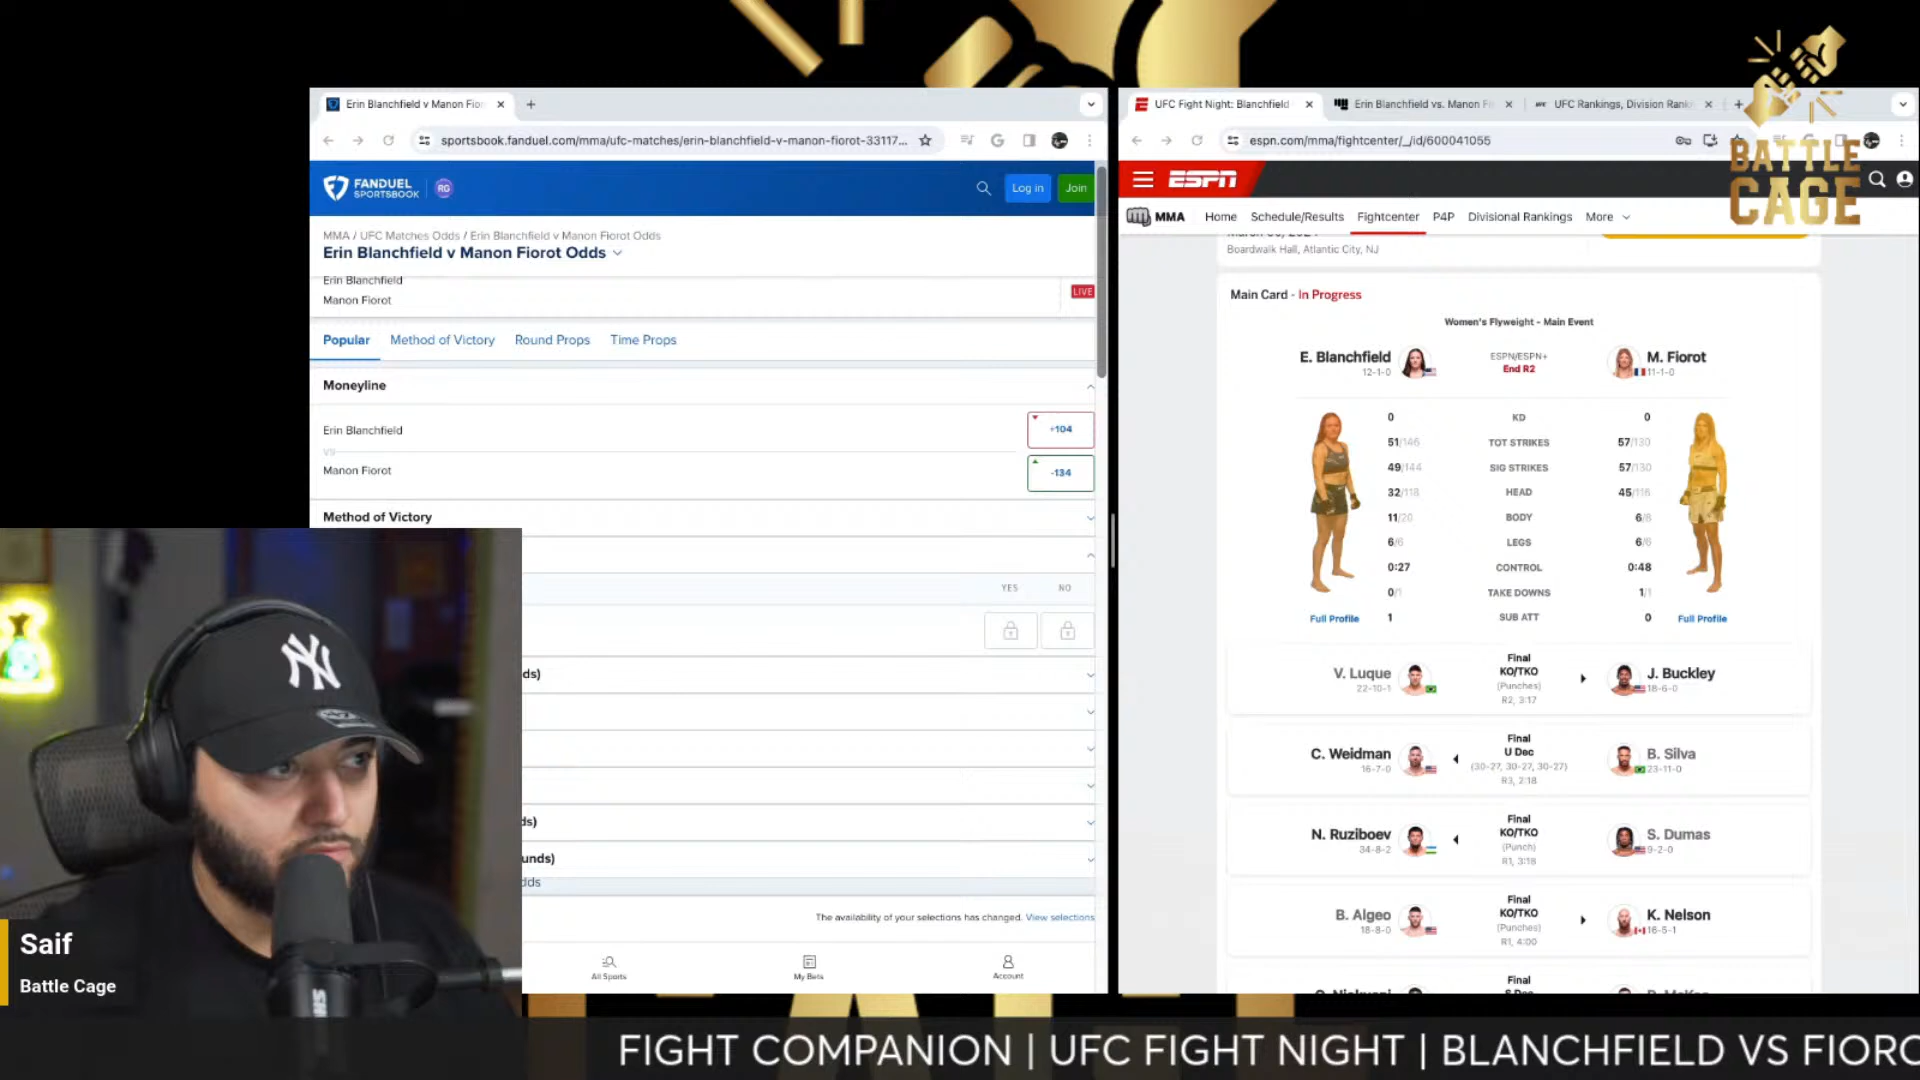 Erin Blanchfield v Manon Fior
sportsbook.fanduel.com/mma/ufc-matches/erin-blanchfield-v-manon-fiorot-33117...
FANDUEL
SPORTSBOOK
RG
Log in
Join
MMA / UFC Matches Odds / Erin Blanchfield v Manon Fiorot Odds
Erin Blanchfield v Manon Fiorot Odds
Erin Blanchfield
Manon Fiorot
LIVE
Popular
Method of Victory
Round Props
Time Props
Moneyline
Erin Blanchfield
+104
VS
Manon Fiorot
-134
Method of Victory
YES
NO
ds)
ds)
unds)
dds
The availability of your selections has changed. View selections
All Sports
My Bets
Account
UFC Fight Night: Blanchfield
Erin Blanchfield vs. Manon Fi
UFC Rankings, Division Rank
espn.com/mma/fightcenter/_/id/600041055
ESPN
MMA
Home
Schedule/Results
Fightcenter
P4P
Divisional Rankings
More
Boardwalk Hall, Atlantic City, NJ
Main Card - In Progress
Women's Flyweight - Main Event
E. Blanchfield
12-1-0
ESPN/ESPN+
End R2
M. Fiorot
11-1-0
0 KD 0
51/146 TOT STRIKES 57/130
49/144 SIG STRIKES 57/130
32/118 HEAD 45/116
11/20 BODY 6/8
6/6 LEGS 6/6
0:27 CONTROL 0:48
0/1 TAKE DOWNS 1/1
1 SUB ATT 0
Full Profile
Full Profile
V. Luque
22-10-1
Final
KO/TKO
(Punches)
R2, 3:17
J. Buckley
18-6-0
C. Weidman
16-7-0
Final
U Dec
(30-27, 30-27, 30-27)
R3, 2:18
B. Silva
23-11-0
N. Ruziboev
34-8-2
Final
KO/TKO
(Punch)
R1, 3:18
S. Dumas
9-2-0
B. Algeo
18-8-0
Final
KO/TKO
(Punches)
R1, 4:00
K. Nelson
16-5-1
Final
BATTLE
CAGE
NY
Saif
Battle Cage
FIGHT COMPANION | UFC FIGHT NIGHT | BLANCHFIELD VS FIORO